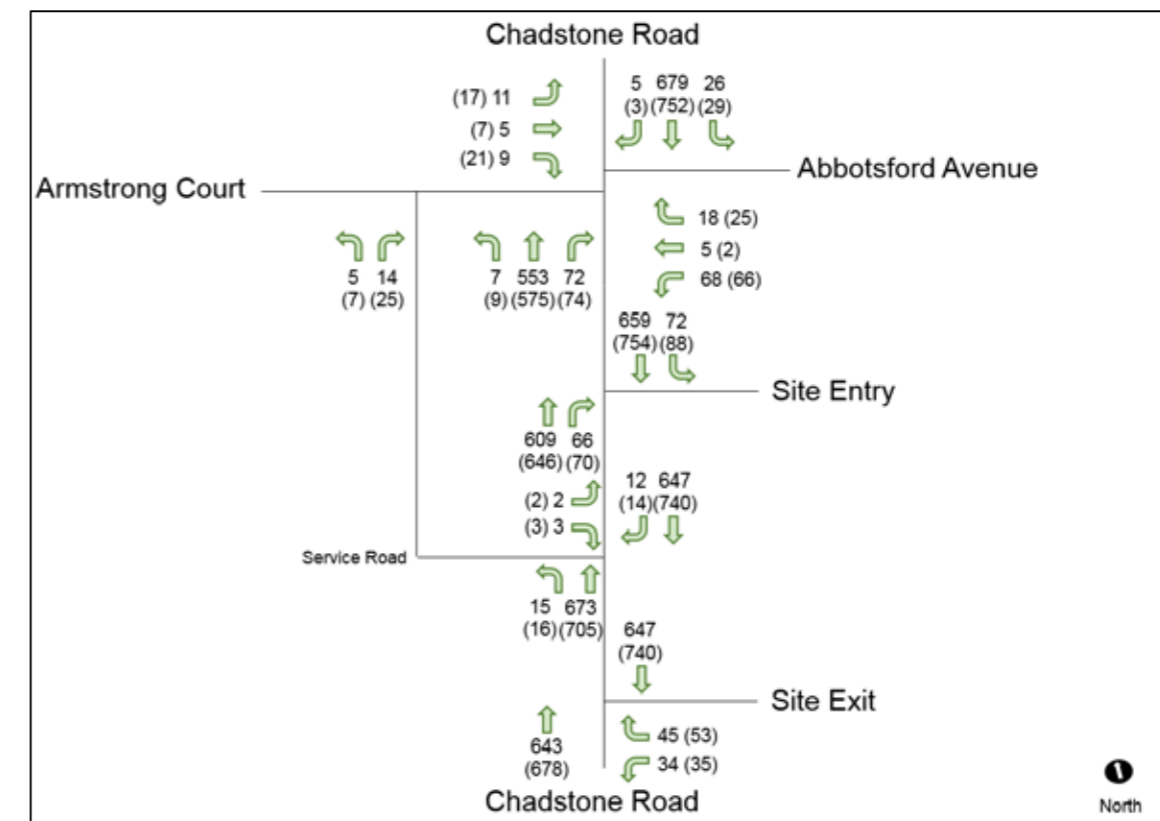 Chadstone Road
5 679 26
(3) (752) (29)
(17) 11
(7) 5
(21) 9
Abbotsford Avenue
Armstrong Court
18 (25)
5 (2)
68 (66)
5 14
(7) (25)
7 553 72
(9) (575) (74)
659 72
(754) (88)
Site Entry
609 66
(646) (70)
(2) 2
(3) 3
12 647
(14) (740)
Service Road
15 673
(16) (705)
647
(740)
Site Exit
643
(678)
45 (53)
34 (35)
Chadstone Road
North